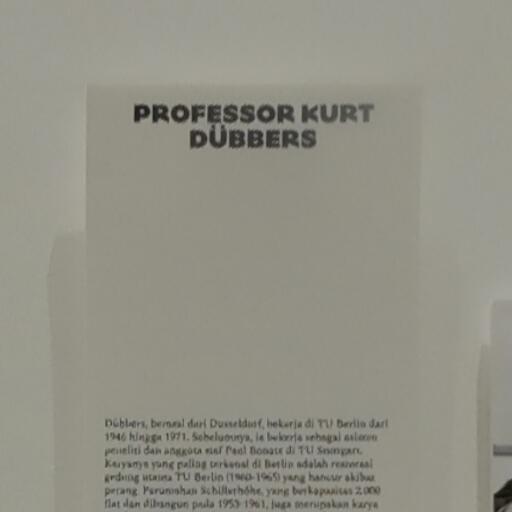 PROFESSOR KURT
DÜBBERS
Dübbers, berasal dari Dusseldorf, bekerja di TU Berlin dari
1946 hingga 1971. Sebelumnya, ia bekerja sebagai asisten
peneliti dan anggota staf Paul Bonatz di TU Stuttgart.
Karyanya yang paling terkenal di Berlin adalah restorasi
gedung utama TU Berlin (1960-1965) yang hancur akibat
perang. Perumahan Schillerhöhe, yang berkapasitas 2.000
flat dan dibangun pada 1953-1961, juga merupakan karya